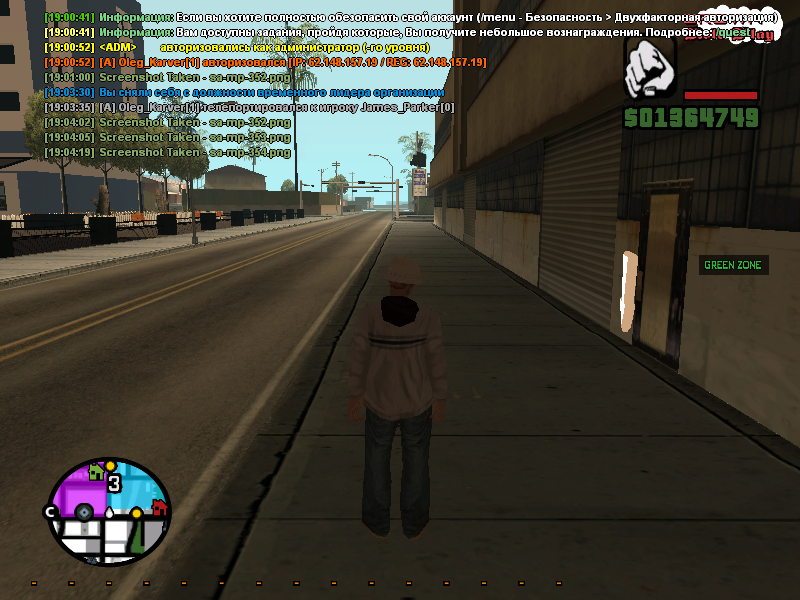 [19:00:41] Информация: Если вы хотите полностью обезопасить свой аккаунт (/menu - Безопасность > Двухфакторная авторизация)
[19:00:41] Информация: Вам доступны задания, пройдя которые, Вы получите небольшое вознаграждения. Подробнее: /quest
[19:00:52] <ADM> авторизовались как администратор (-го уровня)
[19:00:52] [A] Oleg_Karver[1] авторизовался [IP: 62.148.157.19 / REG: 62.148.157.19]
[19:01:00] Screenshot Taken - sa-mp-352.png
[19:03:30] Вы сняли себя с должности временного лидера организации
[19:03:35] [A] Oleg_Karver[1] телепортировался к игроку James_Parker[0]
[19:04:02] Screenshot Taken - sa-mp-352.png
[19:04:05] Screenshot Taken - sa-mp-353.png
[19:04:19] Screenshot Taken - sa-mp-354.png
$01364749
GREEN ZONE
3
С